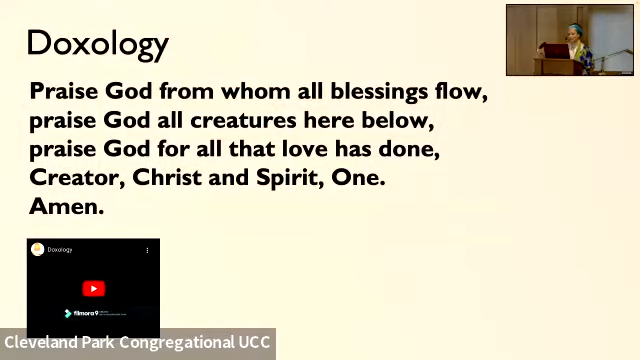 Doxology
Praise God from whom all blessings flow,
praise God all creatures here below,
praise God for all that love has done,
Creator, Christ and Spirit, One.
Amen.
Doxology
filmora9
Cleveland Park Congregational UCC